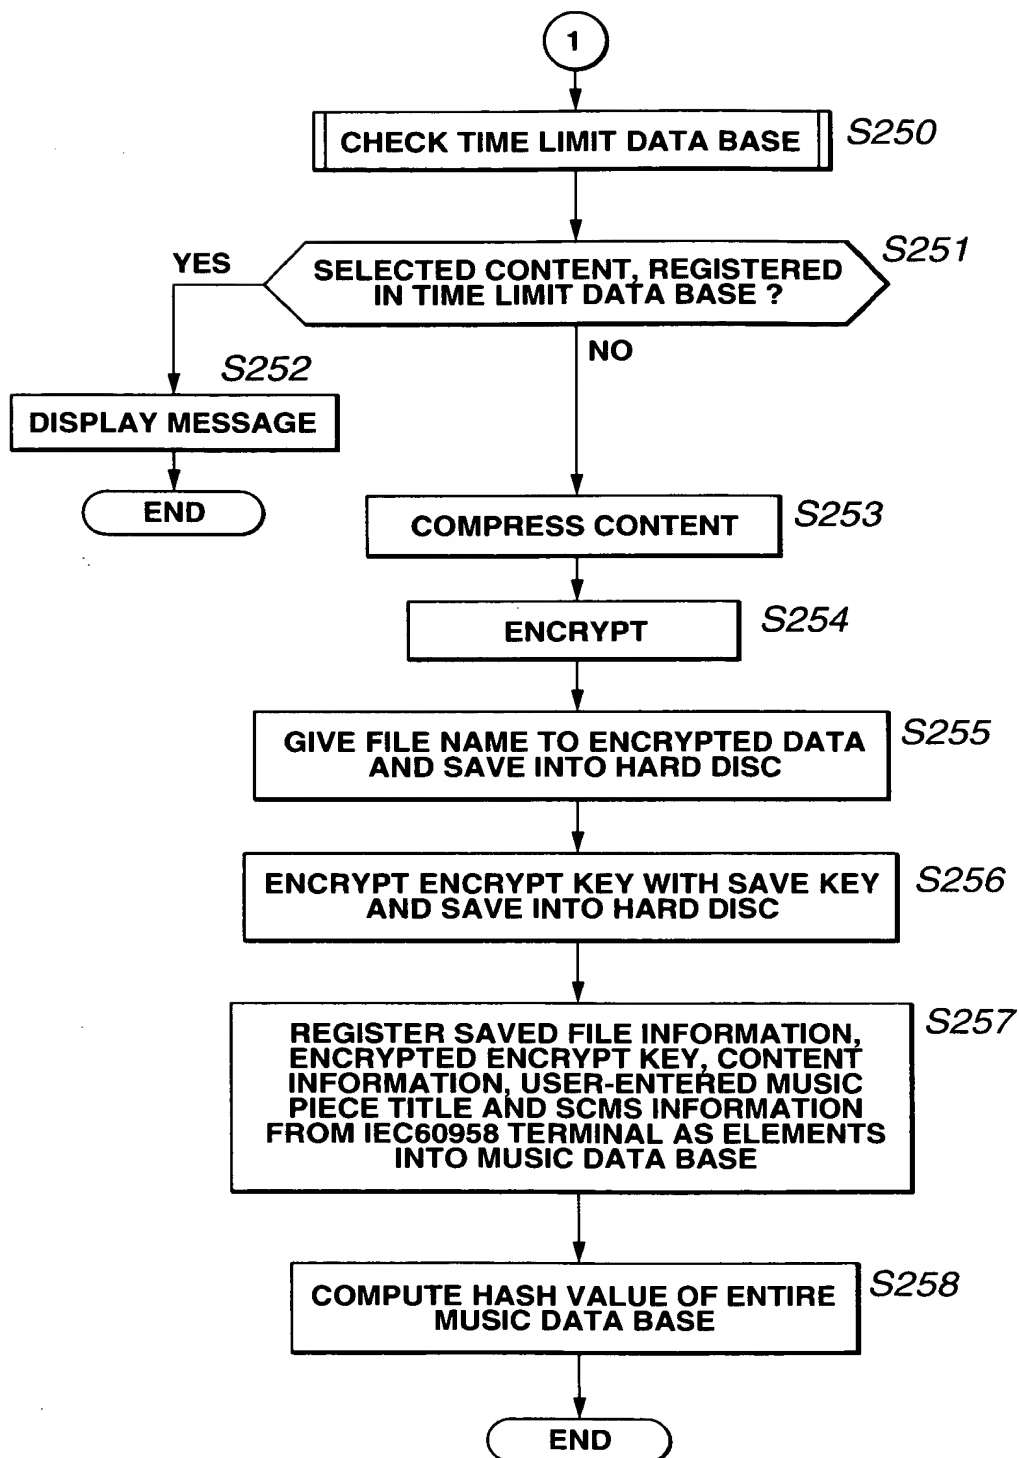 1
CHECK TIME LIMIT DATA BASE
S250
SELECTED CONTENT, REGISTERED
IN TIME LIMIT DATA BASE ?
S251
YES
NO
S252
DISPLAY MESSAGE
END
COMPRESS CONTENT
S253
ENCRYPT
S254
GIVE FILE NAME TO ENCRYPTED DATA
AND SAVE INTO HARD DISC
S255
ENCRYPT ENCRYPT KEY WITH SAVE KEY
AND SAVE INTO HARD DISC
S256
REGISTER SAVED FILE INFORMATION,
ENCRYPTED ENCRYPT KEY, CONTENT
INFORMATION, USER-ENTERED MUSIC
PIECE TITLE AND SCMS INFORMATION
FROM IEC60958 TERMINAL AS ELEMENTS
INTO MUSIC DATA BASE
S257
COMPUTE HASH VALUE OF ENTIRE
MUSIC DATA BASE
S258
END